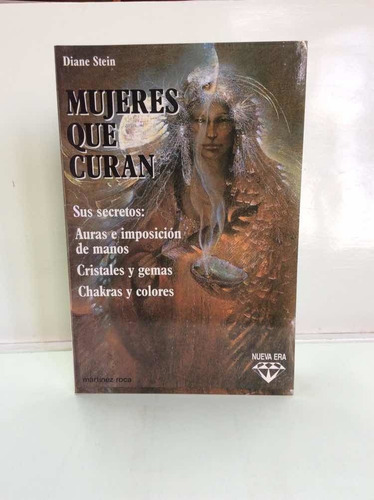 Diane Stein
MUJERES
QUE
CURAN
Sus secretos:
Auras e imposición
de manos
Cristales y gemas
Chakras y colores
NUEVA ERA
martínez roca